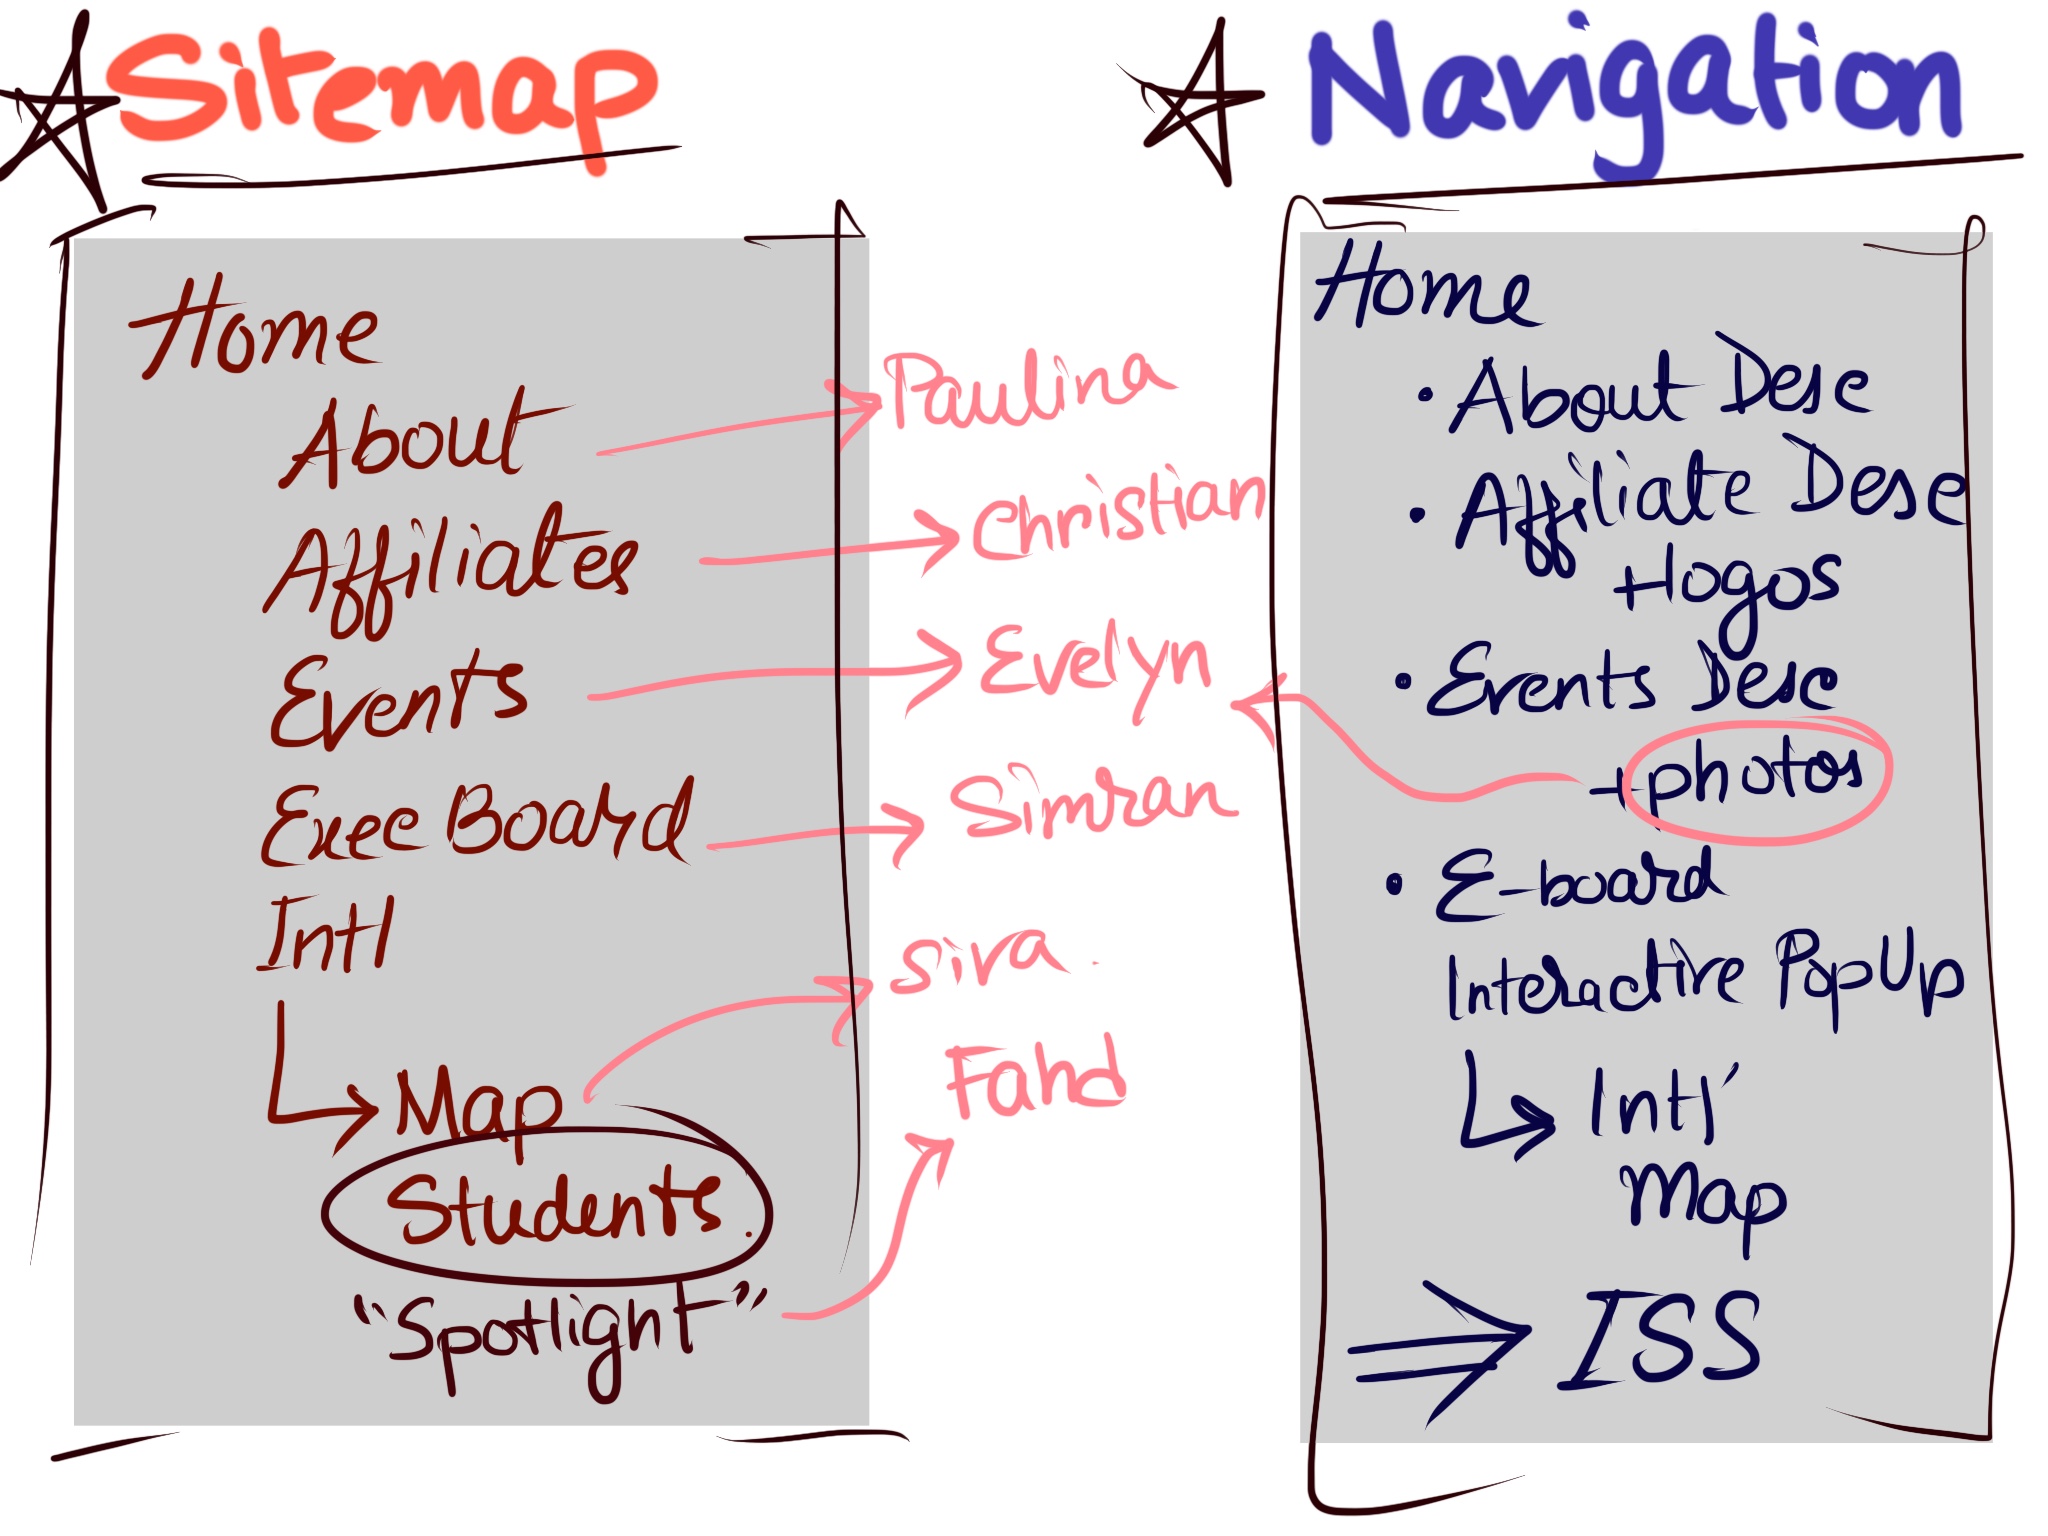 Sitemap
Home
About
Affiliates
Events
Exec Board
Intl
Map
Students.
"Spotlight"
Paulina
Christian
Evelyn
Simran
Siva.
Fahd
Navigation
Home
• About Desc
• Affiliate Desc
+logos
• Events Desc
+photos
• E-board
Interactive PopUp
Intl'
Map
ISS